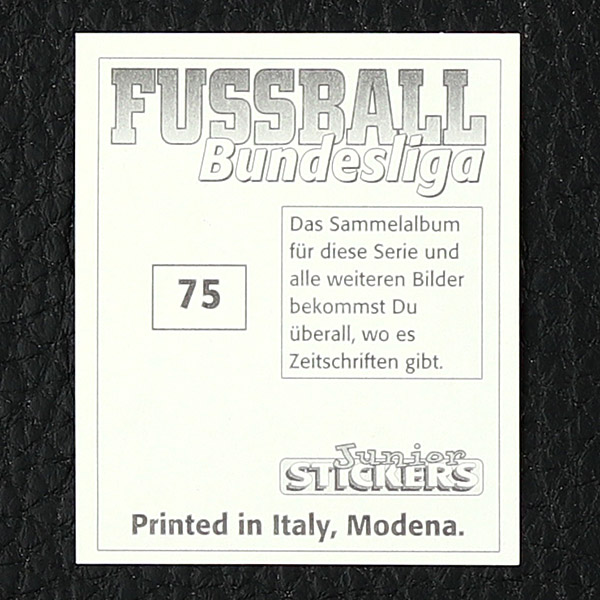 FUSSBALL
Bundesliga
Das Sammelalbum
für diese Serie und
alle weiteren Bilder
bekommst Du
überall, wo es
Zeitschriften gibt.
75
Junior
STICKERS
Printed in Italy, Modena.